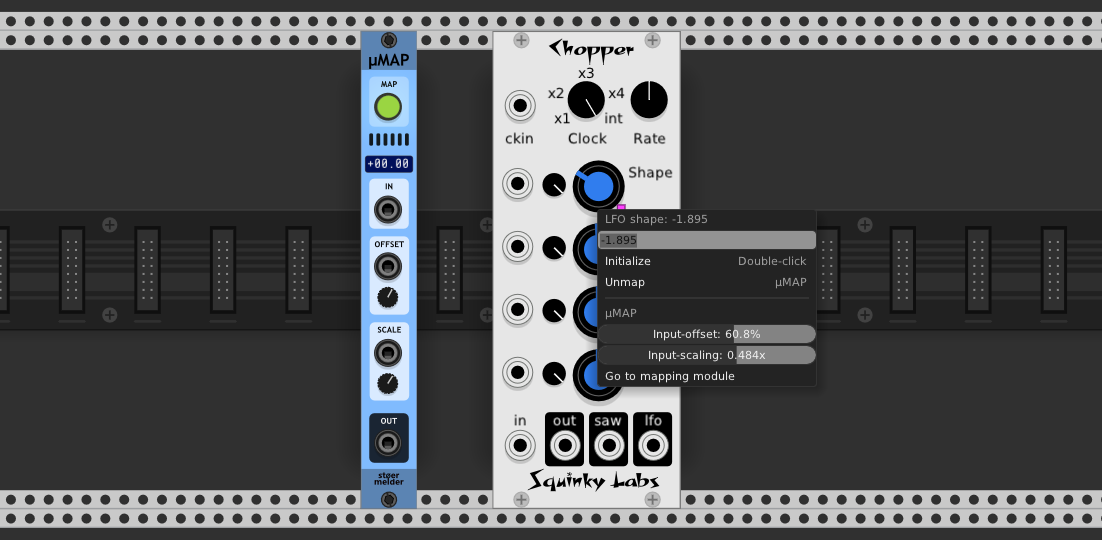 µMAP
MAP
+00.00
IN
OFFSET
SCALE
OUT
stoer
melder
Chopper
x3
x2
x4
x1
int
ckin
Clock
Rate
Shape
LFO shape: -1.895
-1.895
Initialize Double-click
Unmap µMAP
µMAP
Input-offset: 60.8%
Input-scaling: 0.484x
Go to mapping module
in
out
saw
lfo
Squinky Labs